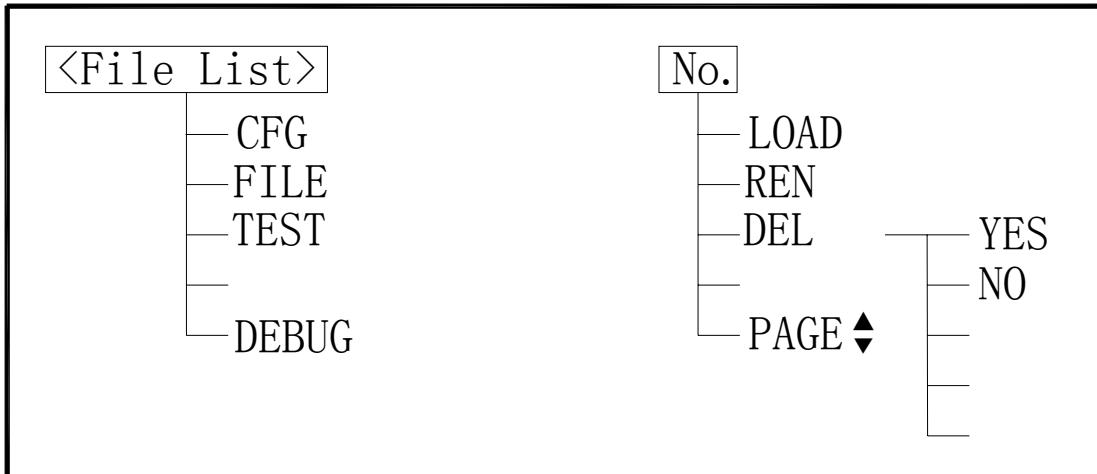 <File List>
CFG
FILE
TEST
DEBUG
No.
LOAD
REN
DEL
PAGE
YES
NO